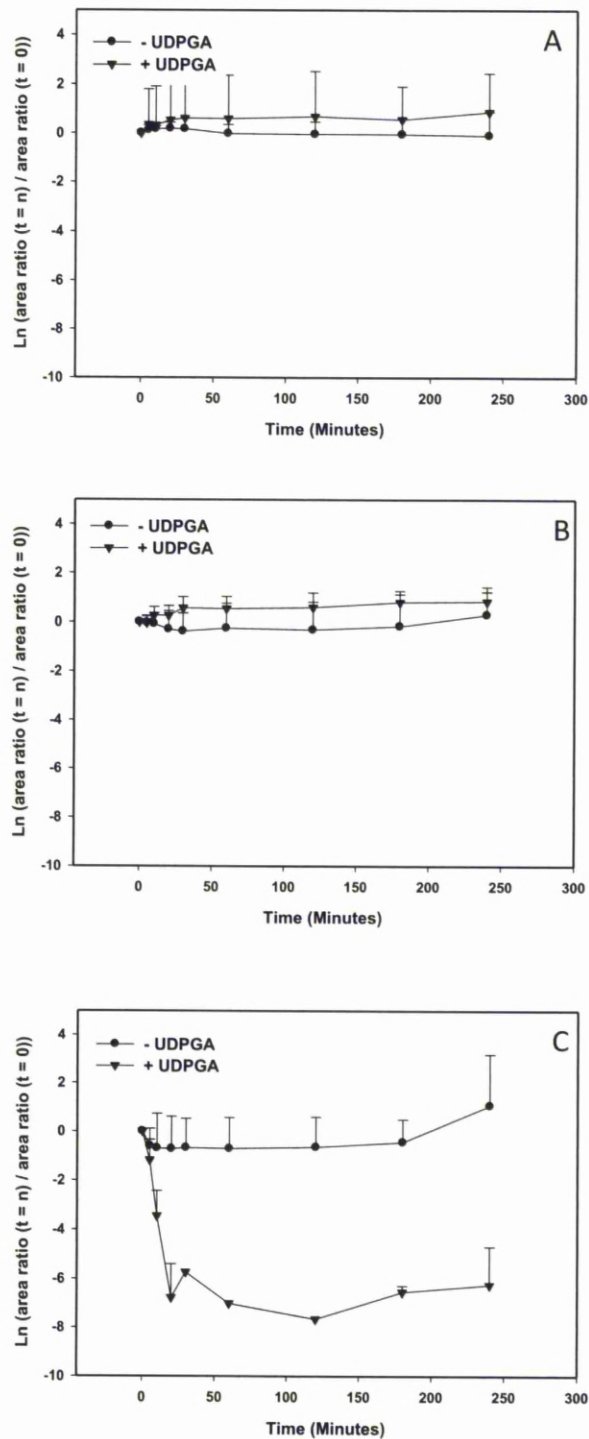 A
- UDPGA
+ UDPGA
Ln (area ratio (t = n) / area ratio (t = 0))
4
2
0
-2
-4
-6
-8
-10
0 50 100 150 200 250 300
Time (Minutes)
B
- UDPGA
+ UDPGA
Ln (area ratio (t = n) / area ratio (t = 0))
4
2
0
-2
-4
-6
-8
-10
0 50 100 150 200 250 300
Time (Minutes)
C
- UDPGA
+ UDPGA
Ln (area ratio (t = n) / area ratio (t = 0))
4
2
0
-2
-4
-6
-8
-10
0 50 100 150 200 250 300
Time (Minutes)